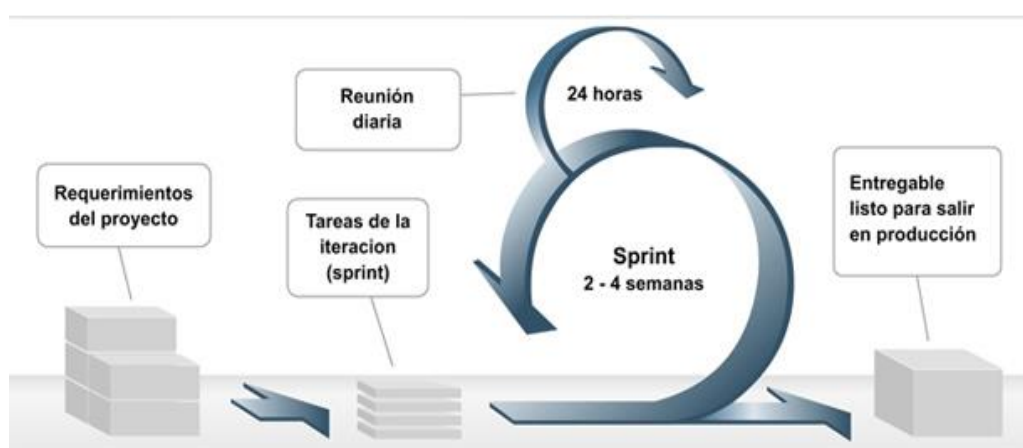 Requerimientos
del proyecto
Tareas de la
iteracion
(sprint)
Reunión
diaria
24 horas
Sprint
2 - 4 semanas
Entregable
listo para salir
en producción